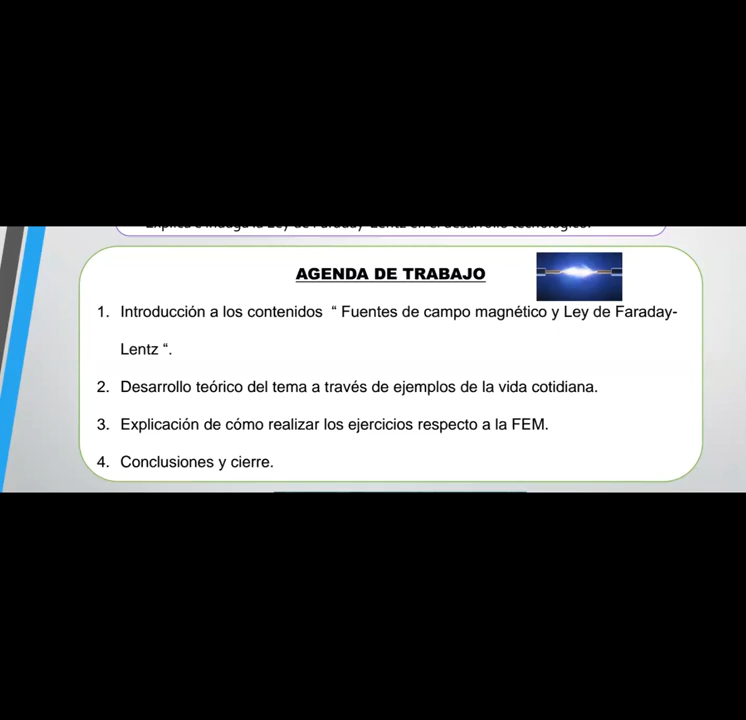 AGENDA DE TRABAJO
1. Introducción a los contenidos “ Fuentes de campo magnético y Ley de Faraday-
Lentz “.
2. Desarrollo teórico del tema a través de ejemplos de la vida cotidiana.
3. Explicación de cómo realizar los ejercicios respecto a la FEM.
4. Conclusiones y cierre.